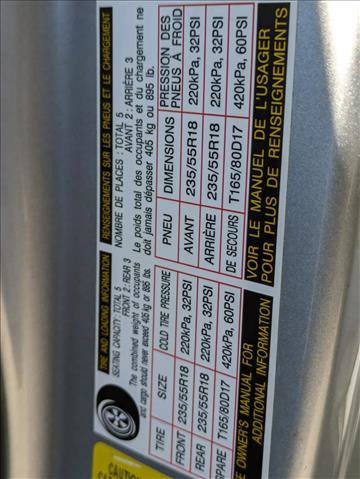 TIRE AND LOADING INFORMATION
SEATING CAPACITY: TOTAL 5
FRONT 2 : REAR 3
The combined weight of occupants
and cargo should never exceed 405 kg or 895 lbs.
TIRE SIZE COLD TIRE PRESSURE
FRONT 235/55R18 220kPa, 32PSI
REAR 235/55R18 220kPa, 32PSI
SPARE T165/80D17 420kPa, 60PSI
OWNER'S MANUAL FOR
ADDITIONAL INFORMATION
RENSEIGNEMENTS SUR LES PNEUS ET LE CHARGEMENT
NOMBRE DE PLACES : TOTAL 5
AVANT 2 : ARRIÈRE 3
Le poids total des occupants et du chargement ne
doit jamais dépasser 405 kg ou 895 lb.
PNEU DIMENSIONS PRESSION DES
PNEUS À FROID
AVANT 235/55R18 220kPa, 32PSI
ARRIÈRE 235/55R18 220kPa, 32PSI
DE SECOURS T165/80D17 420kPa, 60PSI
VOIR LE MANUEL DE L'USAGER
POUR PLUS DE RENSEIGNEMENTS
CAUTION